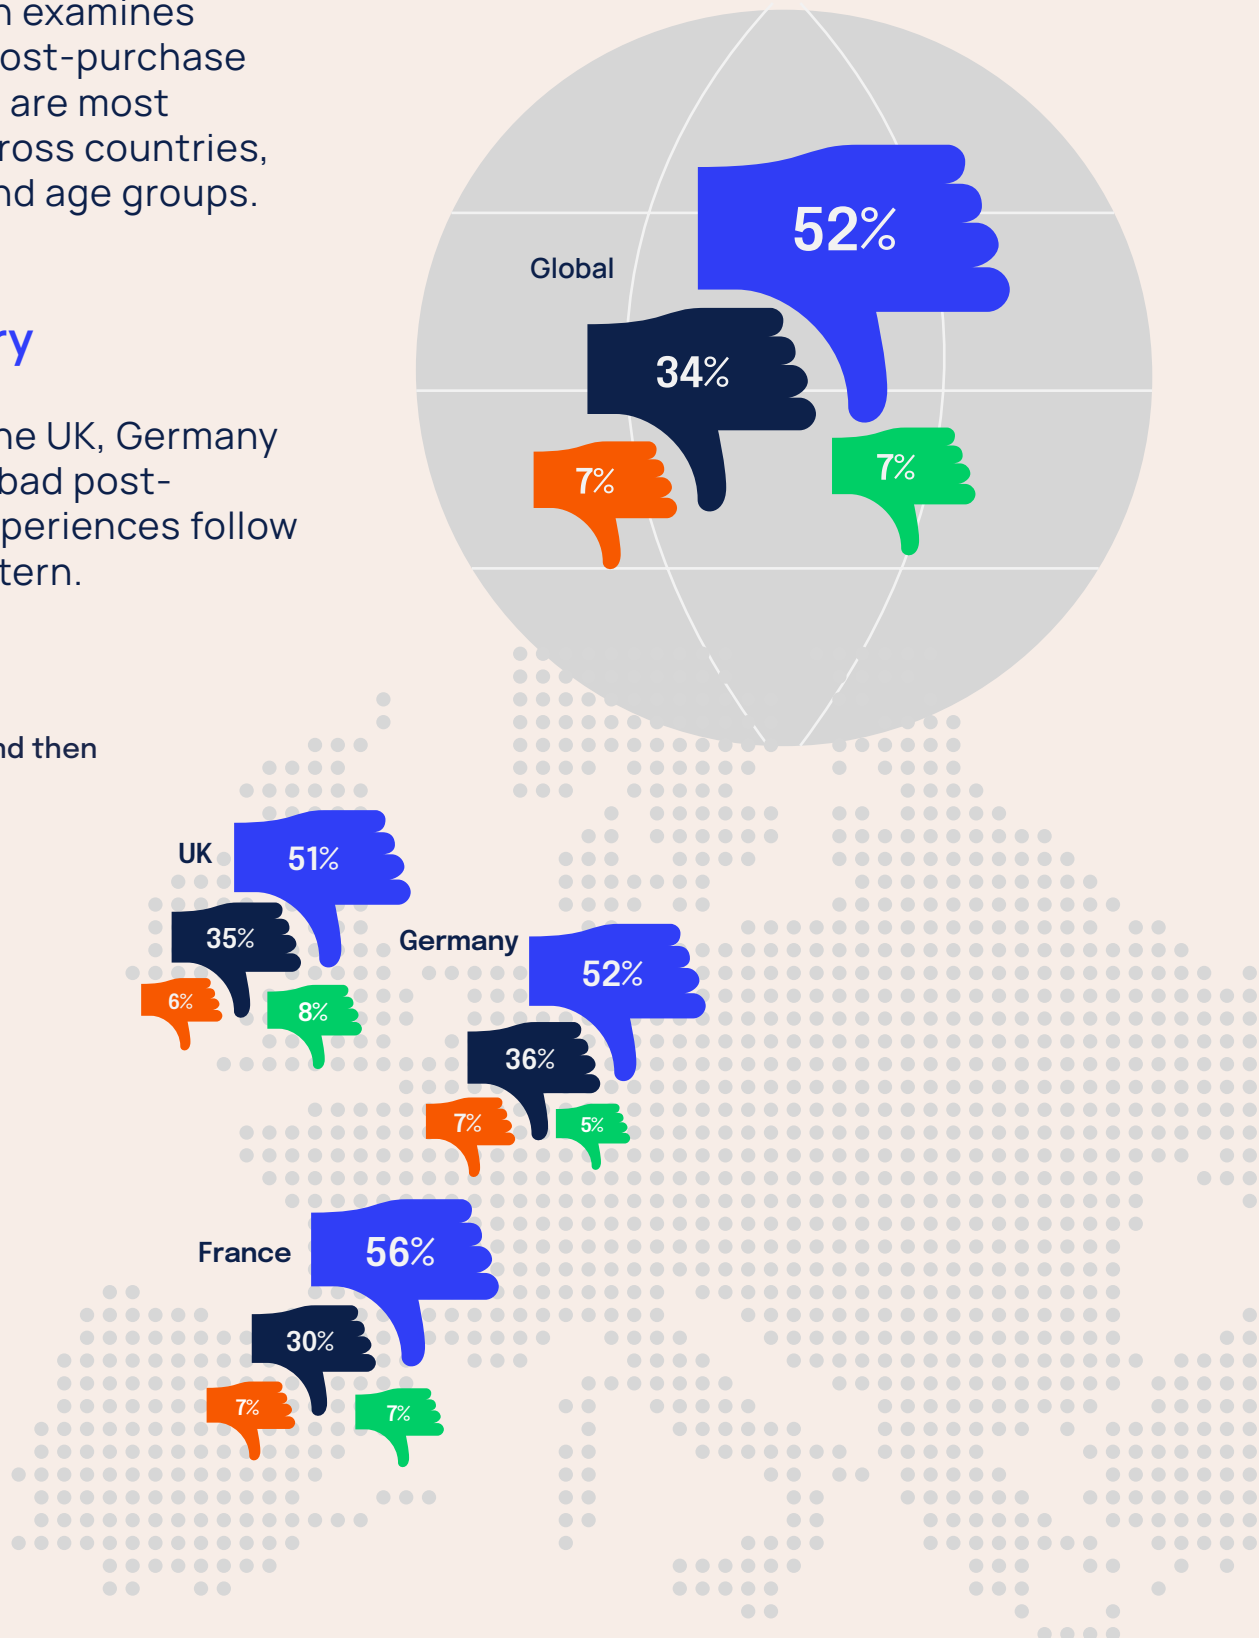 n examines
ost-purchase
are most
ross countries,
nd age groups.
ry
he UK, Germany
bad post-
periences follow
tern.
nd then
Global
52%
34%
7%
7%
UK
51%
35%
6%
8%
Germany
52%
36%
7%
5%
France
56%
30%
7%
7%